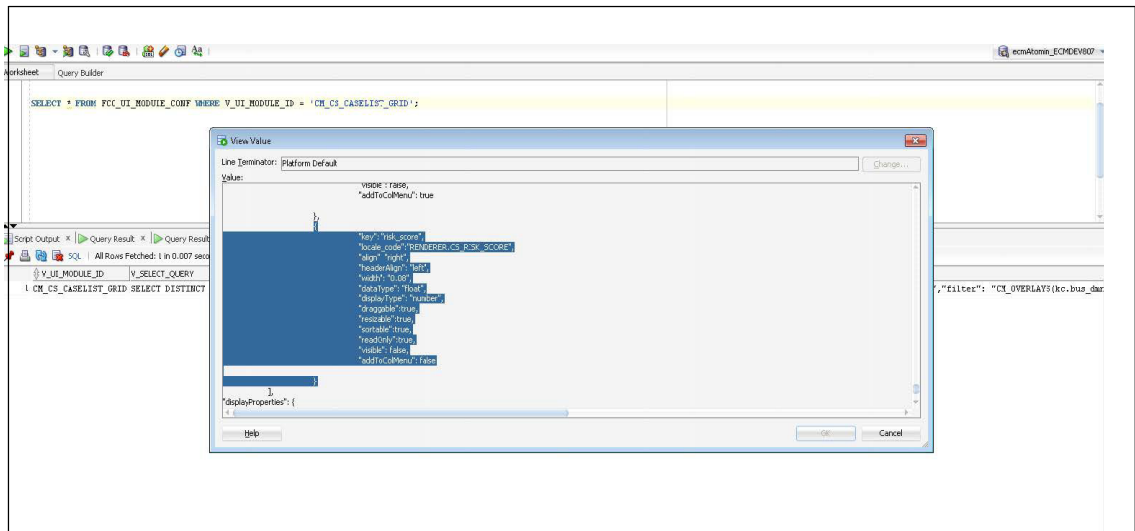 ecmAtomin_ECMDEV807
Worksheet Query Builder
SELECT * FROM FCC_UI_MODULE_CONF WHERE V_UI_MODULE_ID = 'CM_CS_CASELIST_GRID';
View Value
Line Terminator: Platform Default Change...
Value:
"visible": false,
"addToColMenu": true
},
{
"key": "risk_score",
"locale_code":"RENDERER.CS_RISK_SCORE",
"align" "right",
"headerAlign": "left",
"width": "0.08",
"dataType": "float",
"displayType": "number",
"draggable":true,
"resizable":true,
"sortable":true,
"readOnly":true,
"visible": false,
"addToColMenu": false
}
],
"displayProperties": {
Help OK Cancel
Script Output x Query Result x Query Result
SQL | All Rows Fetched: 1 in 0.007 seco
V_UI_MODULE_ID V_SELECT_QUERY
1 CM_CS_CASELIST_GRID SELECT DISTINCT ","filter": "CM_OVERLAYS(kc.bus_dmn